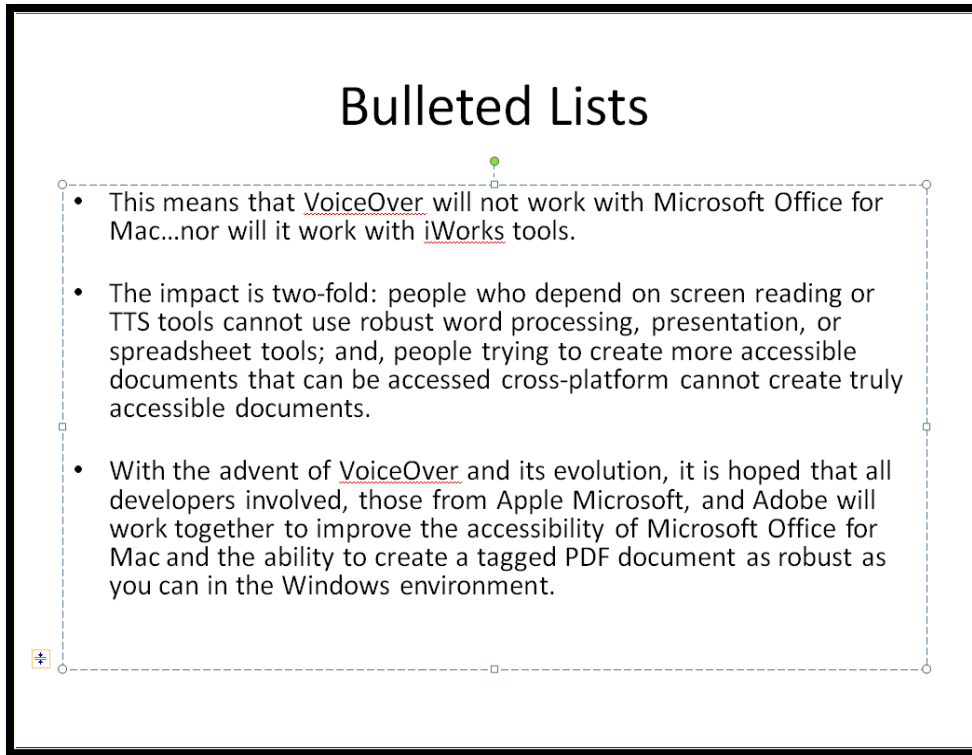 Bulleted Lists
• This means that VoiceOver will not work with Microsoft Office for
Mac...nor will it work with iWorks tools.
• The impact is two-fold: people who depend on screen reading or
TTS tools cannot use robust word processing, presentation, or
spreadsheet tools; and, people trying to create more accessible
documents that can be accessed cross-platform cannot create truly
accessible documents.
• With the advent of VoiceOver and its evolution, it is hoped that all
developers involved, those from Apple Microsoft, and Adobe will
work together to improve the accessibility of Microsoft Office for
Mac and the ability to create a tagged PDF document as robust as
you can in the Windows environment.